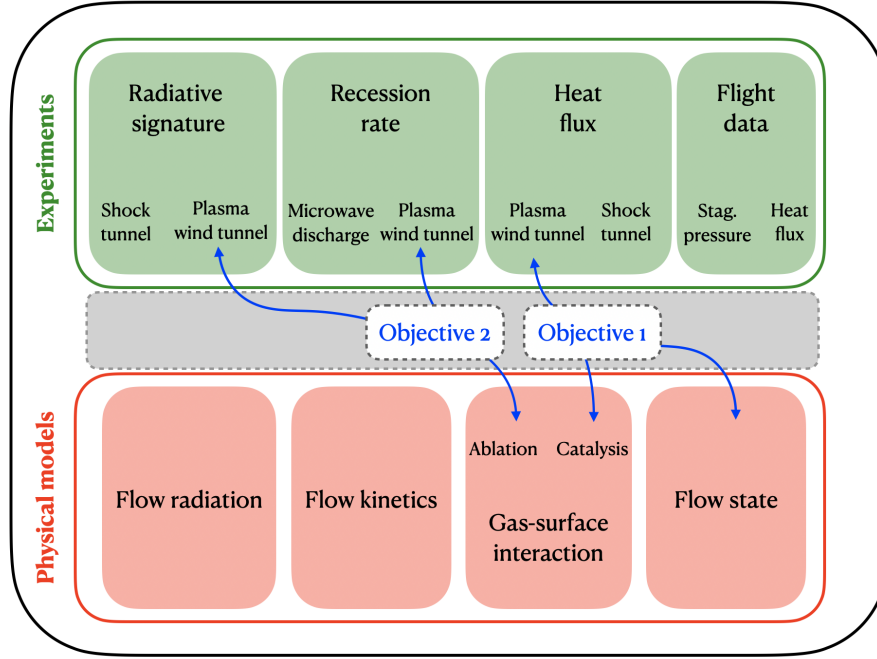 Experiments
Radiative
signature
Shock
tunnel
Plasma
wind tunnel
Recession
rate
Microwave
discharge
Plasma
wind tunnel
Heat
flux
Plasma
wind tunnel
Shock
tunnel
Flight
data
Stag.
pressure
Heat
flux
Objective 2
Objective 1
Physical models
Flow radiation
Flow kinetics
Ablation
Catalysis
Gas-surface
interaction
Flow state